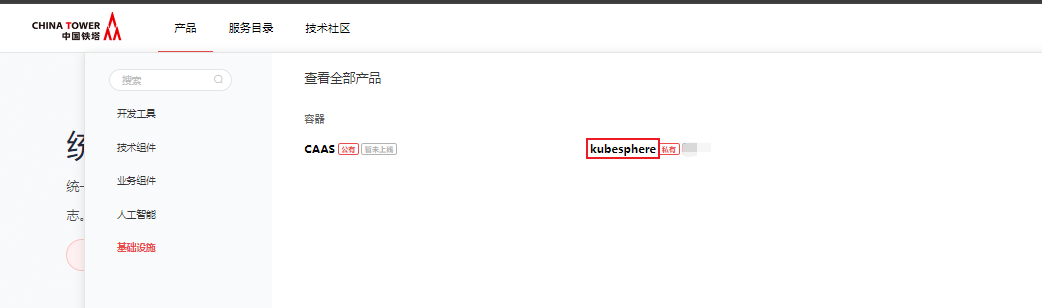 CHINA TOWER
中国铁塔
产品 服务目录 技术社区
搜索
查看全部产品
开发工具
容器
技术组件
CAAS 公有 暂未上线 kubesphere 私有
业务组件
统一
志。
人工智能
基础设施